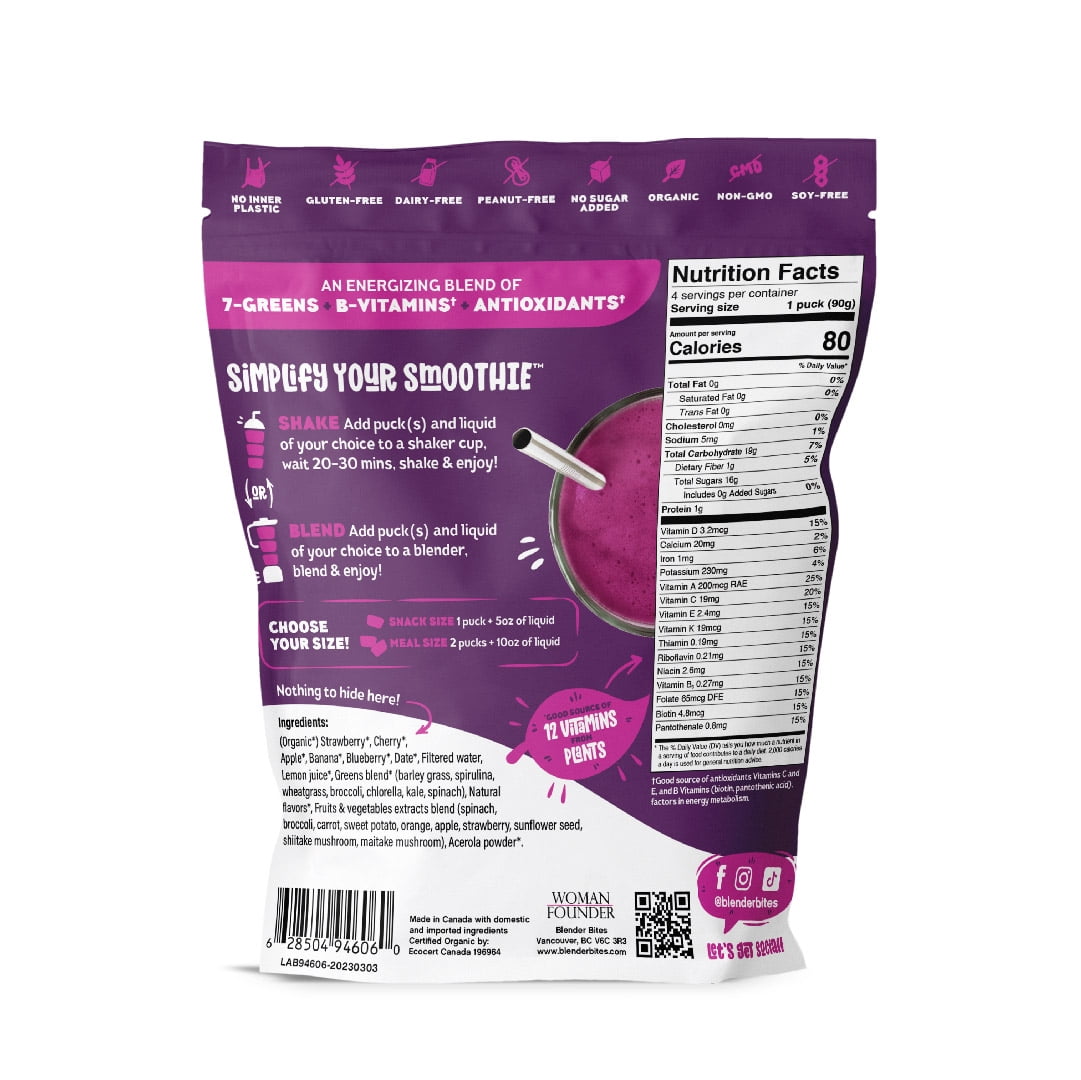 NO INNER
PLASTIC
GLUTEN-FREE
DAIRY-FREE
PEANUT-FREE
NO SUGAR
ADDED
ORGANIC
GMO
NON-GMO
SOY-FREE
AN ENERGIZING BLEND OF
7-GREENS + B-VITAMINS† + ANTIOXIDANTS†
SiMPLiFY YOUR SMOOTHIE™
SHAKE Add puck(s) and liquid
of your choice to a shaker cup,
wait 20-30 mins, shake & enjoy!
OR
BLEND Add puck(s) and liquid
of your choice to a blender,
blend & enjoy!
CHOOSE
YOUR SIZE!
SNACK SIZE 1 puck + 5oz of liquid
MEAL SIZE 2 pucks + 10oz of liquid
Nothing to hide here!
Ingredients:
(Organic*) Strawberry*, Cherry*,
Apple*, Banana*, Blueberry*, Date*, Filtered water,
Lemon juice*, Greens blend* (barley grass, spirulina,
wheatgrass, broccoli, chlorella, kale, spinach), Natural
flavors*, Fruits & vegetables extracts blend (spinach,
broccoli, carrot, sweet potato, orange, apple, strawberry, sunflower seed,
shiitake mushroom, maitake mushroom), Acerola powder*.
*GOOD SOURCE OF
12 VITAMINS
FROM
PLANTS
Nutrition Facts
4 servings per container
Serving size 1 puck (90g)
Amount per serving
Calories 80
% Daily Value*
Total Fat 0g 0%
Saturated Fat 0g 0%
Trans Fat 0g
Cholesterol 0mg 0%
Sodium 5mg 1%
Total Carbohydrate 19g 7%
Dietary Fiber 1g 5%
Total Sugars 16g
Includes 0g Added Sugars 0%
Protein 1g
Vitamin D 3.2mcg 15%
Calcium 20mg 2%
Iron 1mg 6%
Potassium 230mg 4%
Vitamin A 200mcg RAE 25%
Vitamin C 19mg 20%
Vitamin E 2.4mg 15%
Vitamin K 19mcg 15%
Thiamin 0.19mg 15%
Riboflavin 0.21mg 15%
Niacin 2.6mg 15%
Vitamin B₆ 0.27mg 15%
Folate 65mcg DFE 15%
Biotin 4.8mcg 15%
Pantothenate 0.8mg 15%
* The % Daily Value (DV) tells you how much a nutrient in
a serving of food contributes to a daily diet. 2,000 calories
a day is used for general nutrition advice.
†Good source of antioxidants Vitamins C and
E, and B Vitamins (biotin, pantothenic acid),
factors in energy metabolism.
@blenderbites
Let's get social!
6 28504 94606 0
LAB94606-20230303
Made in Canada with domestic
and imported ingredients
Certified Organic by:
Ecocert Canada 196964
WOMAN
FOUNDER
Blender Bites
Vancouver, BC V6C 3R3
www.blenderbites.com